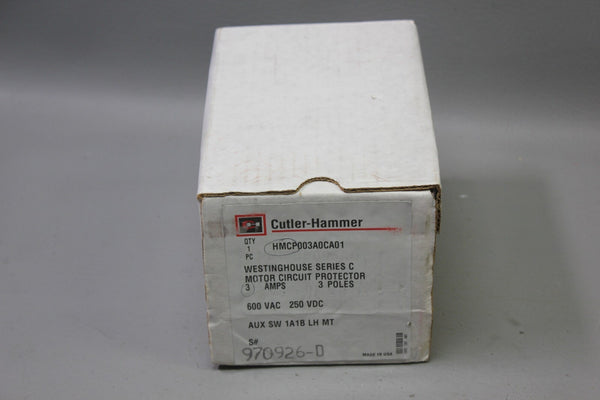 Cutler-Hammer
QTY
1 HMCP003A0CA01
PC
WESTINGHOUSE SERIES C
MOTOR CIRCUIT PROTECTOR
3 AMPS 3 POLES
600 VAC 250 VDC
AUX SW 1A1B LH MT
S#
970926-D
MADE IN USA